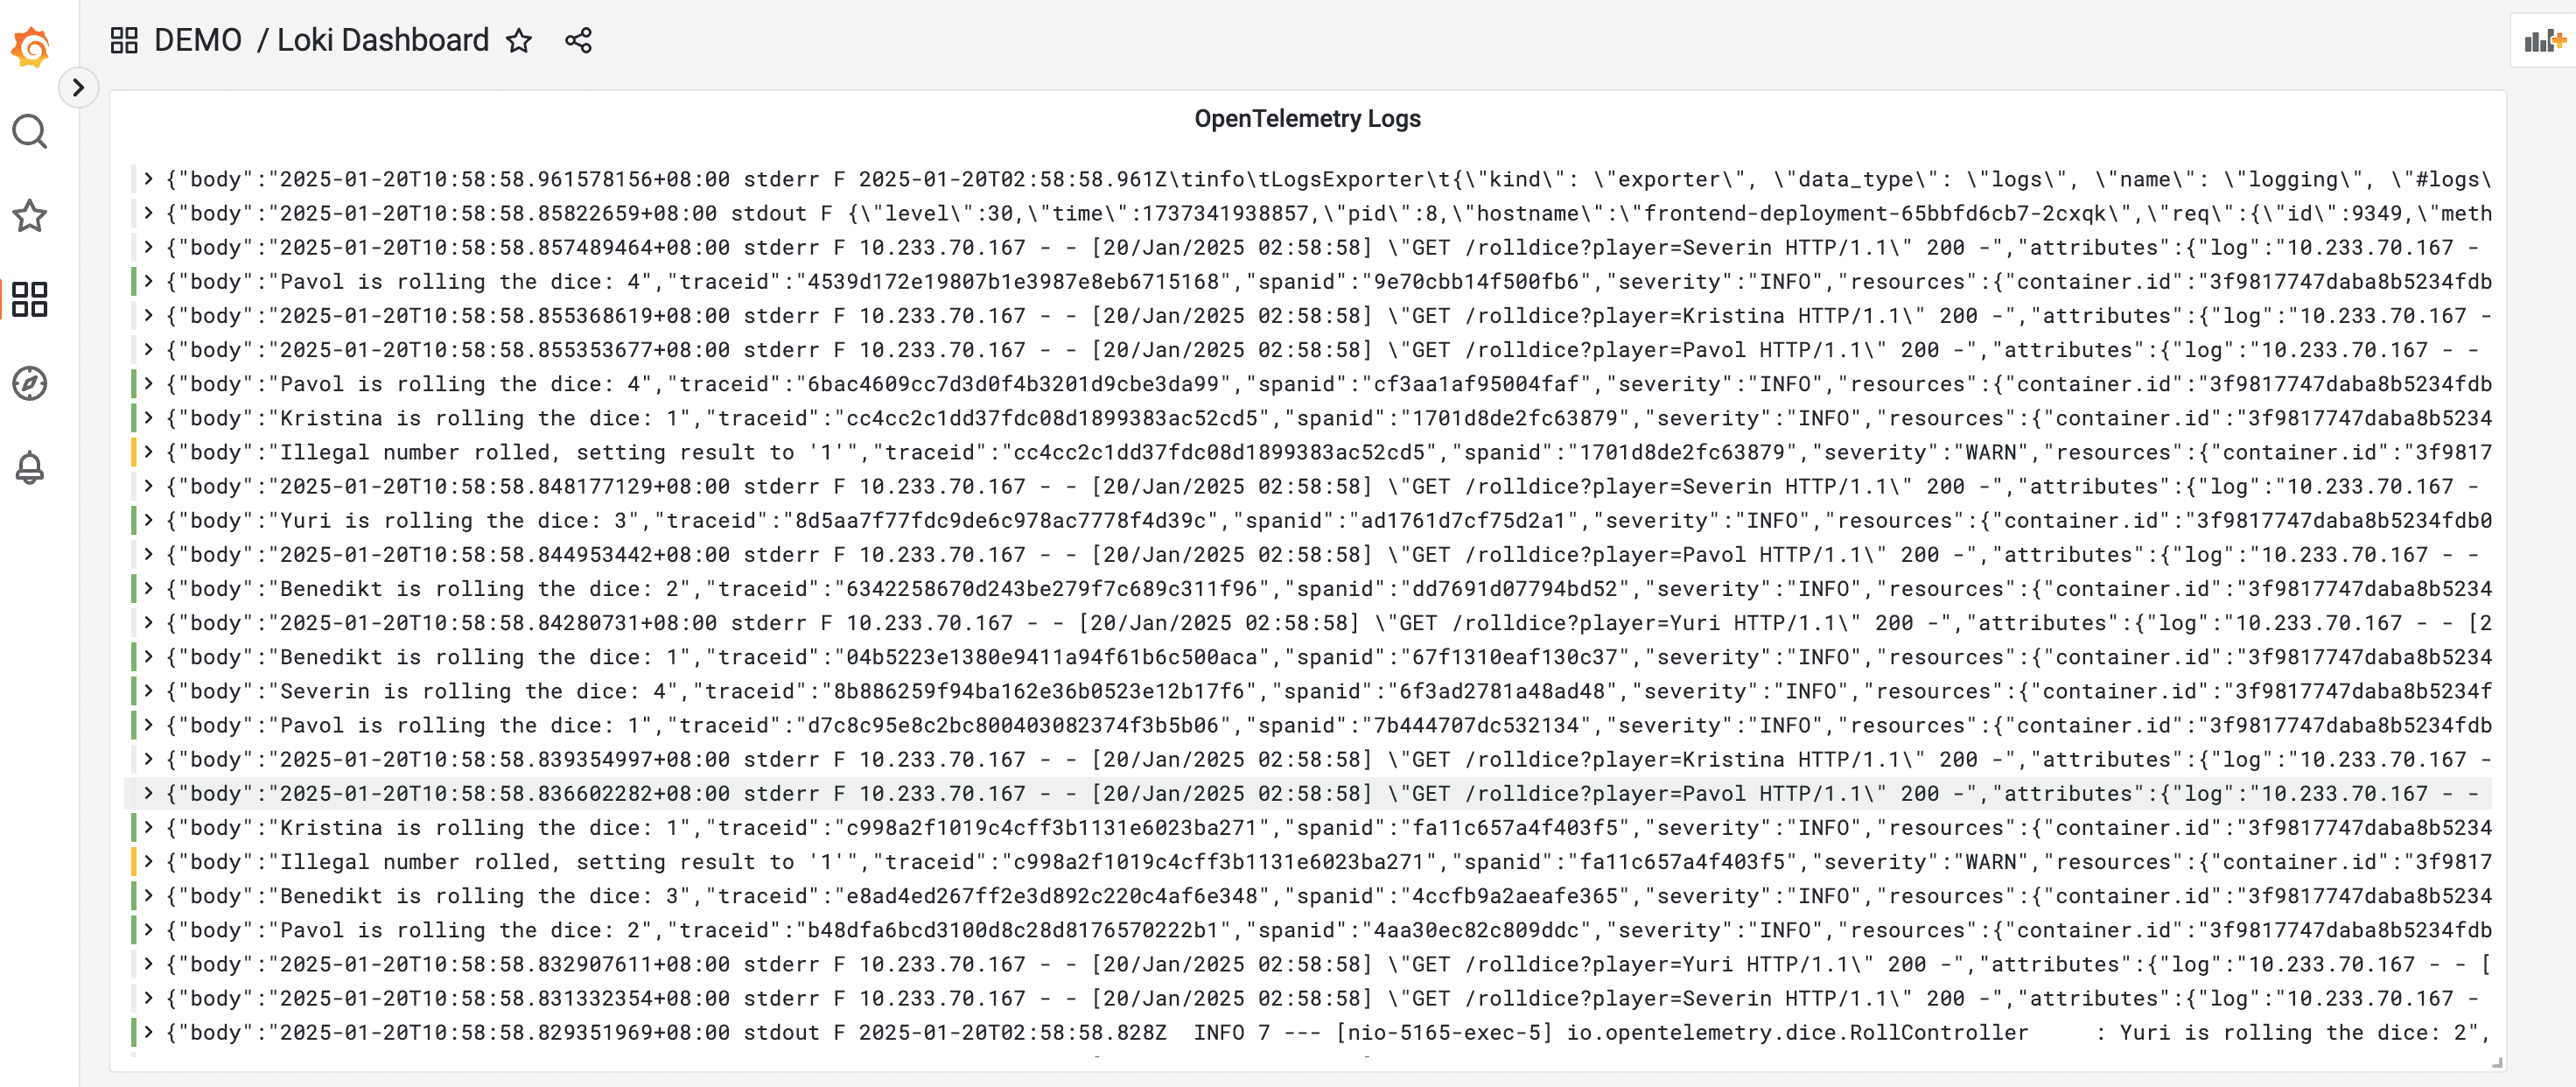 DEMO / Loki Dashboard
OpenTelemetry Logs
{"body":"2025-01-20T10:58:58.961578156+08:00 stderr F 2025-01-20T02:58:58.961Z\tinfo\tLogsExporter\t{\"kind\": \"exporter\", \"data_type\": \"logs\", \"name\": \"logging\", \"#logs\
{"body":"2025-01-20T10:58:58.85822659+08:00 stdout F {\"level\":30,\"time\":1737341938857,\"pid\":8,\"hostname\":\"frontend-deployment-65bbfd6cb7-2cxqk\",\"req\":{\"id\":9349,\"meth
{"body":"2025-01-20T10:58:58.857489464+08:00 stderr F 10.233.70.167 - - [20/Jan/2025 02:58:58] \"GET /rolldice?player=Severin HTTP/1.1\" 200 -","attributes":{"log":"10.233.70.167 -
{"body":"Pavol is rolling the dice: 4","traceid":"4539d172e19807b1e3987e8eb6715168","spanid":"9e70cbb14f500fb6","severity":"INFO","resources":{"container.id":"3f9817747daba8b5234fdb
{"body":"2025-01-20T10:58:58.855368619+08:00 stderr F 10.233.70.167 - - [20/Jan/2025 02:58:58] \"GET /rolldice?player=Kristina HTTP/1.1\" 200 -","attributes":{"log":"10.233.70.167 -
{"body":"2025-01-20T10:58:58.855353677+08:00 stderr F 10.233.70.167 - - [20/Jan/2025 02:58:58] \"GET /rolldice?player=Pavol HTTP/1.1\" 200 -","attributes":{"log":"10.233.70.167 - -
{"body":"Pavol is rolling the dice: 4","traceid":"6bac4609cc7d3d0f4b3201d9cbe3da99","spanid":"cf3aa1af95004faf","severity":"INFO","resources":{"container.id":"3f9817747daba8b5234fdb
{"body":"Kristina is rolling the dice: 1","traceid":"cc4cc2c1dd37fdc08d1899383ac52cd5","spanid":"1701d8de2fc63879","severity":"INFO","resources":{"container.id":"3f9817747daba8b5234
{"body":"Illegal number rolled, setting result to '1'","traceid":"cc4cc2c1dd37fdc08d1899383ac52cd5","spanid":"1701d8de2fc63879","severity":"WARN","resources":{"container.id":"3f9817
{"body":"2025-01-20T10:58:58.848177129+08:00 stderr F 10.233.70.167 - - [20/Jan/2025 02:58:58] \"GET /rolldice?player=Severin HTTP/1.1\" 200 -","attributes":{"log":"10.233.70.167 -
{"body":"Yuri is rolling the dice: 3","traceid":"8d5aa7f77fdc9de6c978ac7778f4d39c","spanid":"ad1761d7cf75d2a1","severity":"INFO","resources":{"container.id":"3f9817747daba8b5234fdb0
{"body":"2025-01-20T10:58:58.844953442+08:00 stderr F 10.233.70.167 - - [20/Jan/2025 02:58:58] \"GET /rolldice?player=Pavol HTTP/1.1\" 200 -","attributes":{"log":"10.233.70.167 - -
{"body":"Benedikt is rolling the dice: 2","traceid":"6342258670d243be279f7c689c311f96","spanid":"dd7691d07794bd52","severity":"INFO","resources":{"container.id":"3f9817747daba8b5234
{"body":"2025-01-20T10:58:58.84280731+08:00 stderr F 10.233.70.167 - - [20/Jan/2025 02:58:58] \"GET /rolldice?player=Yuri HTTP/1.1\" 200 -","attributes":{"log":"10.233.70.167 - - [2
{"body":"Benedikt is rolling the dice: 1","traceid":"04b5223e1380e9411a94f61b6c500aca","spanid":"67f1310eaf130c37","severity":"INFO","resources":{"container.id":"3f9817747daba8b5234
{"body":"Severin is rolling the dice: 4","traceid":"8b886259f94ba162e36b0523e12b17f6","spanid":"6f3ad2781a48ad48","severity":"INFO","resources":{"container.id":"3f9817747daba8b5234f
{"body":"Pavol is rolling the dice: 1","traceid":"d7c8c95e8c2bc800403082374f3b5b06","spanid":"7b444707dc532134","severity":"INFO","resources":{"container.id":"3f9817747daba8b5234fdb
{"body":"2025-01-20T10:58:58.839354997+08:00 stderr F 10.233.70.167 - - [20/Jan/2025 02:58:58] \"GET /rolldice?player=Kristina HTTP/1.1\" 200 -","attributes":{"log":"10.233.70.167 -
{"body":"2025-01-20T10:58:58.836602282+08:00 stderr F 10.233.70.167 - - [20/Jan/2025 02:58:58] \"GET /rolldice?player=Pavol HTTP/1.1\" 200 -","attributes":{"log":"10.233.70.167 - -
{"body":"Kristina is rolling the dice: 1","traceid":"c998a2f1019c4cff3b1131e6023ba271","spanid":"fa11c657a4f403f5","severity":"INFO","resources":{"container.id":"3f9817747daba8b5234
{"body":"Illegal number rolled, setting result to '1'","traceid":"c998a2f1019c4cff3b1131e6023ba271","spanid":"fa11c657a4f403f5","severity":"WARN","resources":{"container.id":"3f9817
{"body":"Benedikt is rolling the dice: 3","traceid":"e8ad4ed267ff2e3d892c220c4af6e348","spanid":"4ccfb9a2aeafe365","severity":"INFO","resources":{"container.id":"3f9817747daba8b5234
{"body":"Pavol is rolling the dice: 2","traceid":"b48dfa6bcd3100d8c28d8176570222b1","spanid":"4aa30ec82c809ddc","severity":"INFO","resources":{"container.id":"3f9817747daba8b5234fdb
{"body":"2025-01-20T10:58:58.832907611+08:00 stderr F 10.233.70.167 - - [20/Jan/2025 02:58:58] \"GET /rolldice?player=Yuri HTTP/1.1\" 200 -","attributes":{"log":"10.233.70.167 - - [
{"body":"2025-01-20T10:58:58.831332354+08:00 stderr F 10.233.70.167 - - [20/Jan/2025 02:58:58] \"GET /rolldice?player=Severin HTTP/1.1\" 200 -","attributes":{"log":"10.233.70.167 -
{"body":"2025-01-20T10:58:58.829351969+08:00 stdout F 2025-01-20T02:58:58.828Z  INFO 7 --- [nio-5165-exec-5] io.opentelemetry.dice.RollController     : Yuri is rolling the dice: 2",